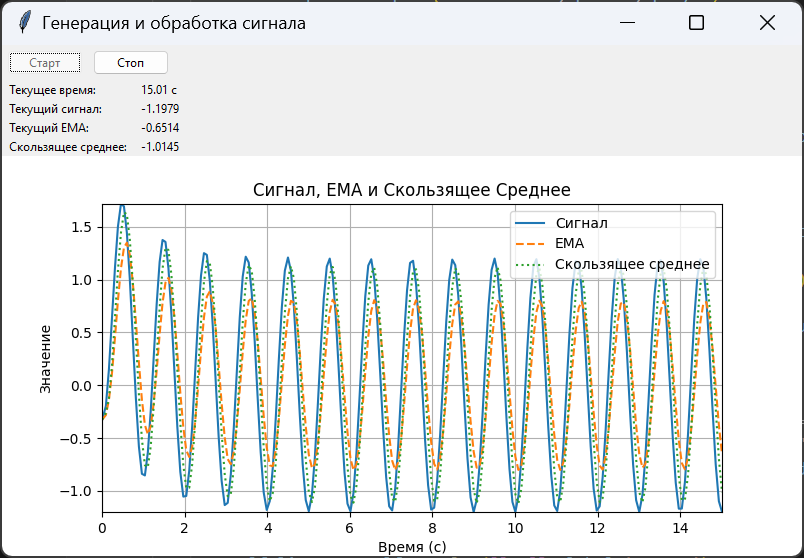 Генерация и обработка сигнала
Старт Стоп
Текущее время: 15.01 с
Текущий сигнал: -1.1979
Текущий EMA: -0.6514
Скользящее среднее: -1.0145
Сигнал, EMA и Скользящее Среднее
Сигнал
EMA
Скользящее среднее
1.5
1.0
0.5
0.0
−0.5
−1.0
Значение
0 2 4 6 8 10 12 14
Время (с)